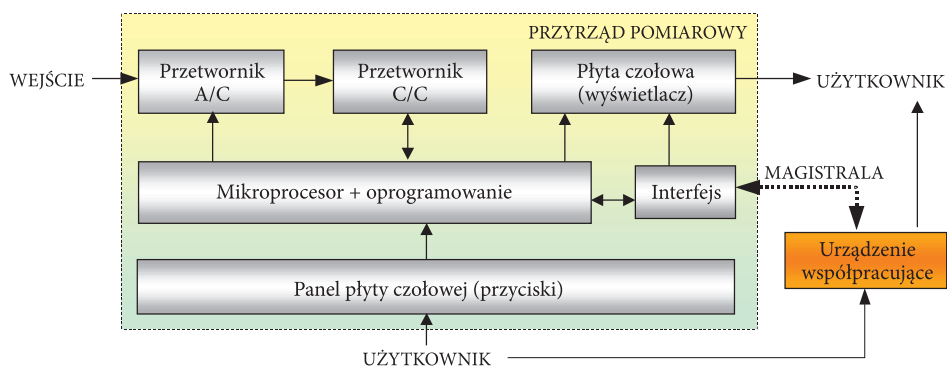 PRZYRZĄD POMIAROWY
WEJŚCIE
Przetwornik
A/C
Przetwornik
C/C
Płyta czołowa
(wyświetlacz)
UŻYTKOWNIK
Mikroprocesor + oprogramowanie
Interfejs
MAGISTRALA
Urządzenie
współpracujące
Panel płyty czołowej (przyciski)
UŻYTKOWNIK